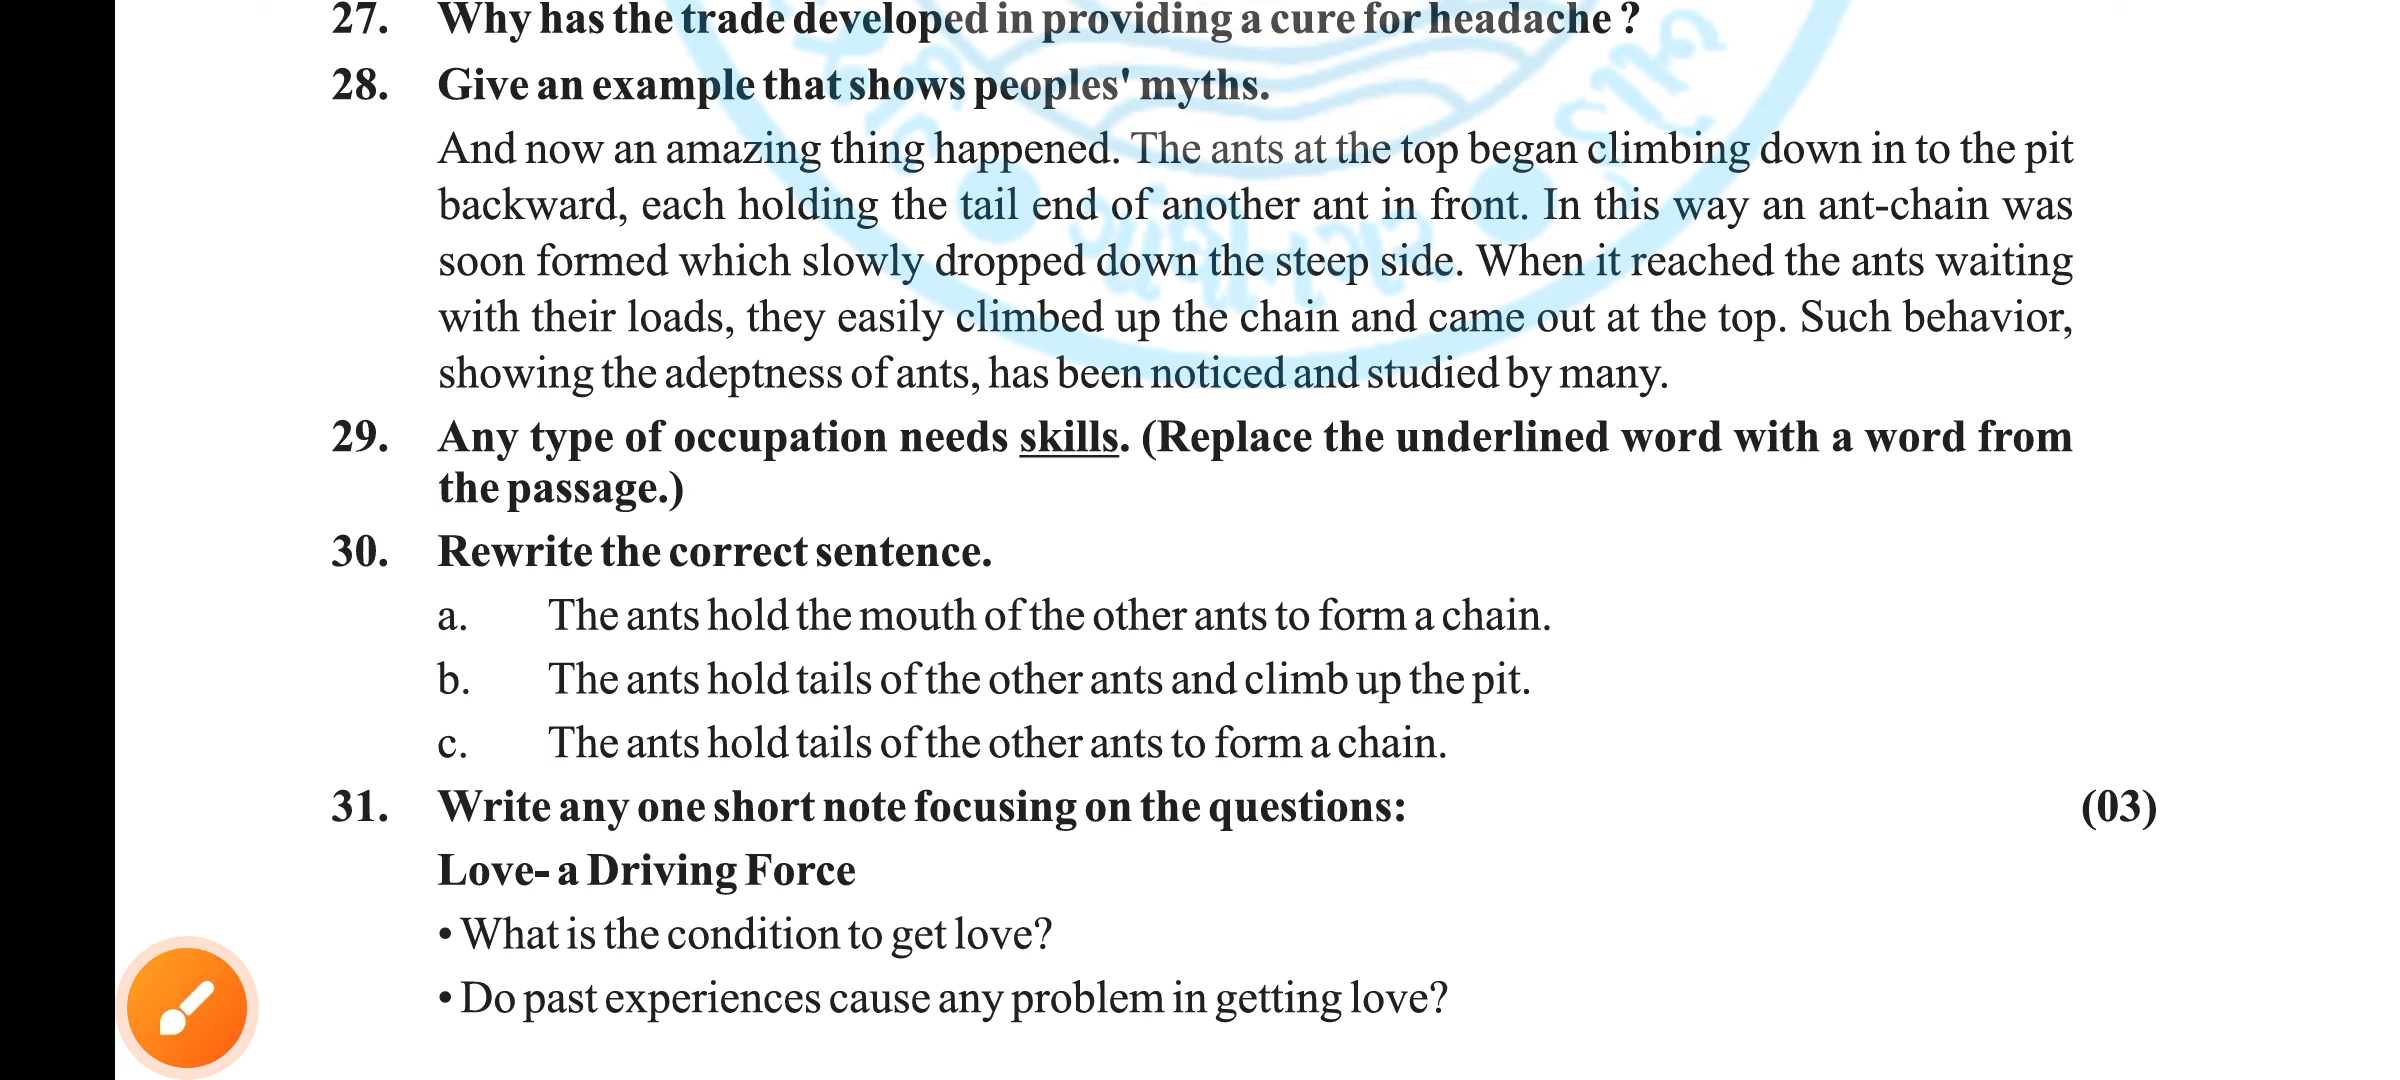 27. Why has the trade developed in providing a cure for headache ?
28. Give an example that shows peoples' myths.
And now an amazing thing happened. The ants at the top began climbing down in to the pit
backward, each holding the tail end of another ant in front. In this way an ant-chain was
soon formed which slowly dropped down the steep side. When it reached the ants waiting
with their loads, they easily climbed up the chain and came out at the top. Such behavior,
showing the adeptness of ants, has been noticed and studied by many.
29. Any type of occupation needs skills. (Replace the underlined word with a word from
the passage.)
30. Rewrite the correct sentence.
a. The ants hold the mouth of the other ants to form a chain.
b. The ants hold tails of the other ants and climb up the pit.
c. The ants hold tails of the other ants to form a chain.
31. Write any one short note focusing on the questions: (03)
Love- a Driving Force
• What is the condition to get love?
• Do past experiences cause any problem in getting love?
ગાંધીનગર